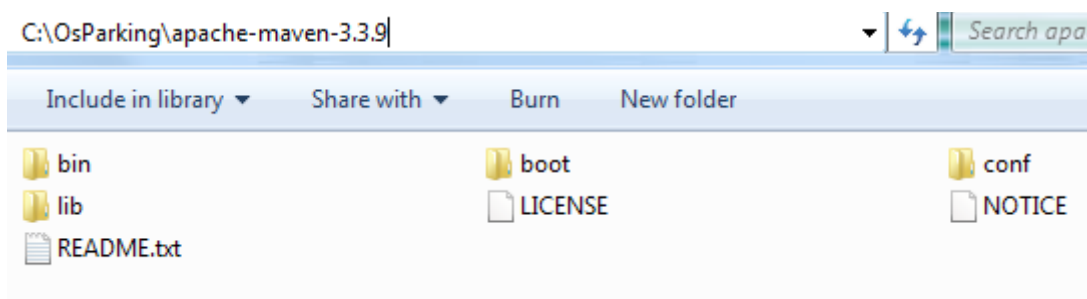 C:\OsParking\apache-maven-3.3.9 Search apa
Include in library Share with Burn New folder
bin boot conf
lib LICENSE NOTICE
README.txt